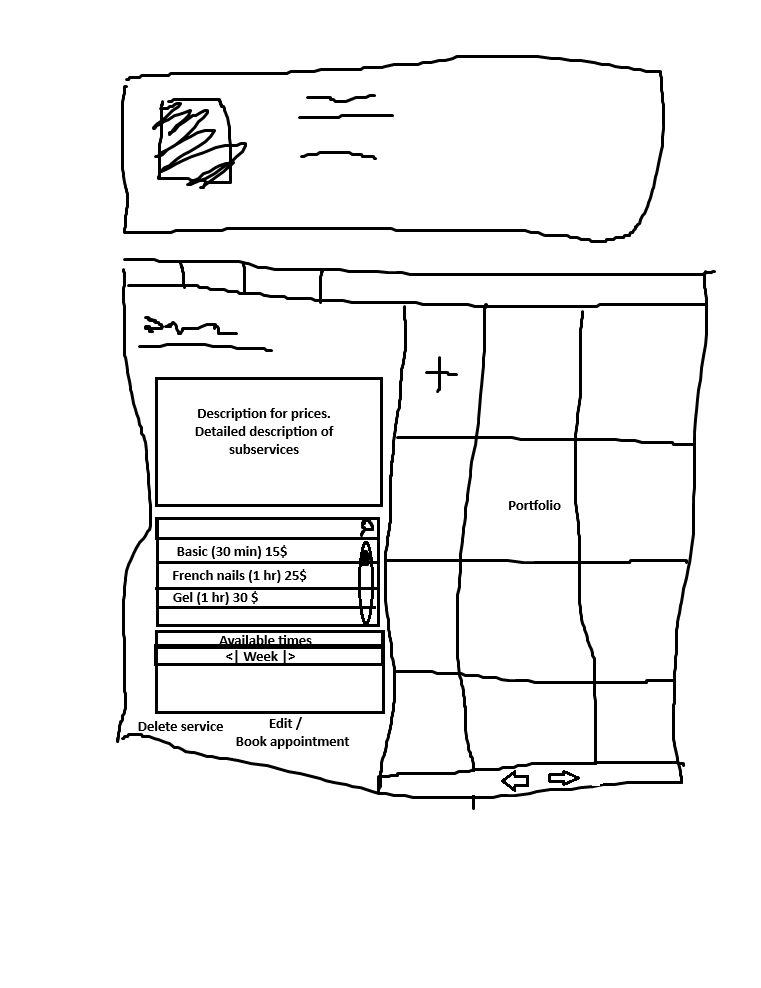 Description for prices.
Detailed description of
subservices
Basic (30 min) 15$
French nails (1 hr) 25$
Gel (1 hr) 30 $
Available times
<| Week |>
Delete service
Edit /
Book appointment
Portfolio